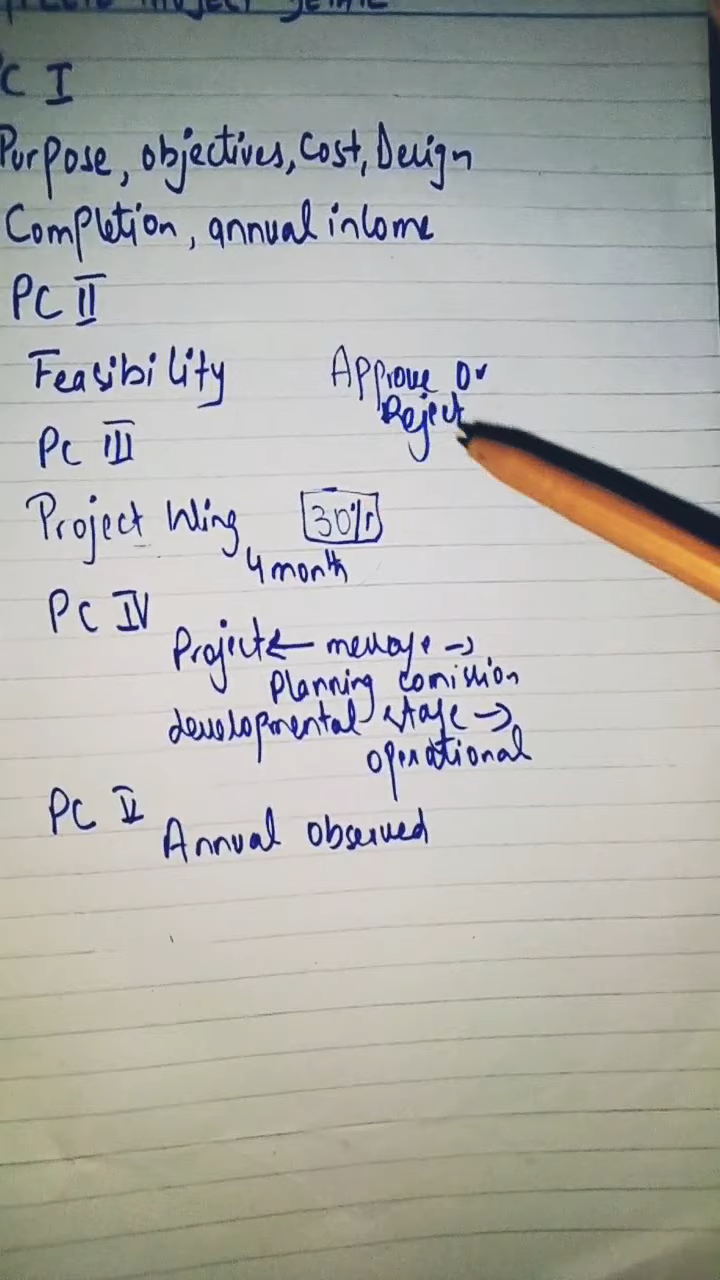 PROJECT
C I
Purpose, objectives, Cost, Design
Completion, annual income
PC II
Feasibility Approve or
Reject
PC III
Project Wing 30%
4 month
PC IV
Project ← message →
Planning comission
developmental stage →
operational
PC V
Annual observed